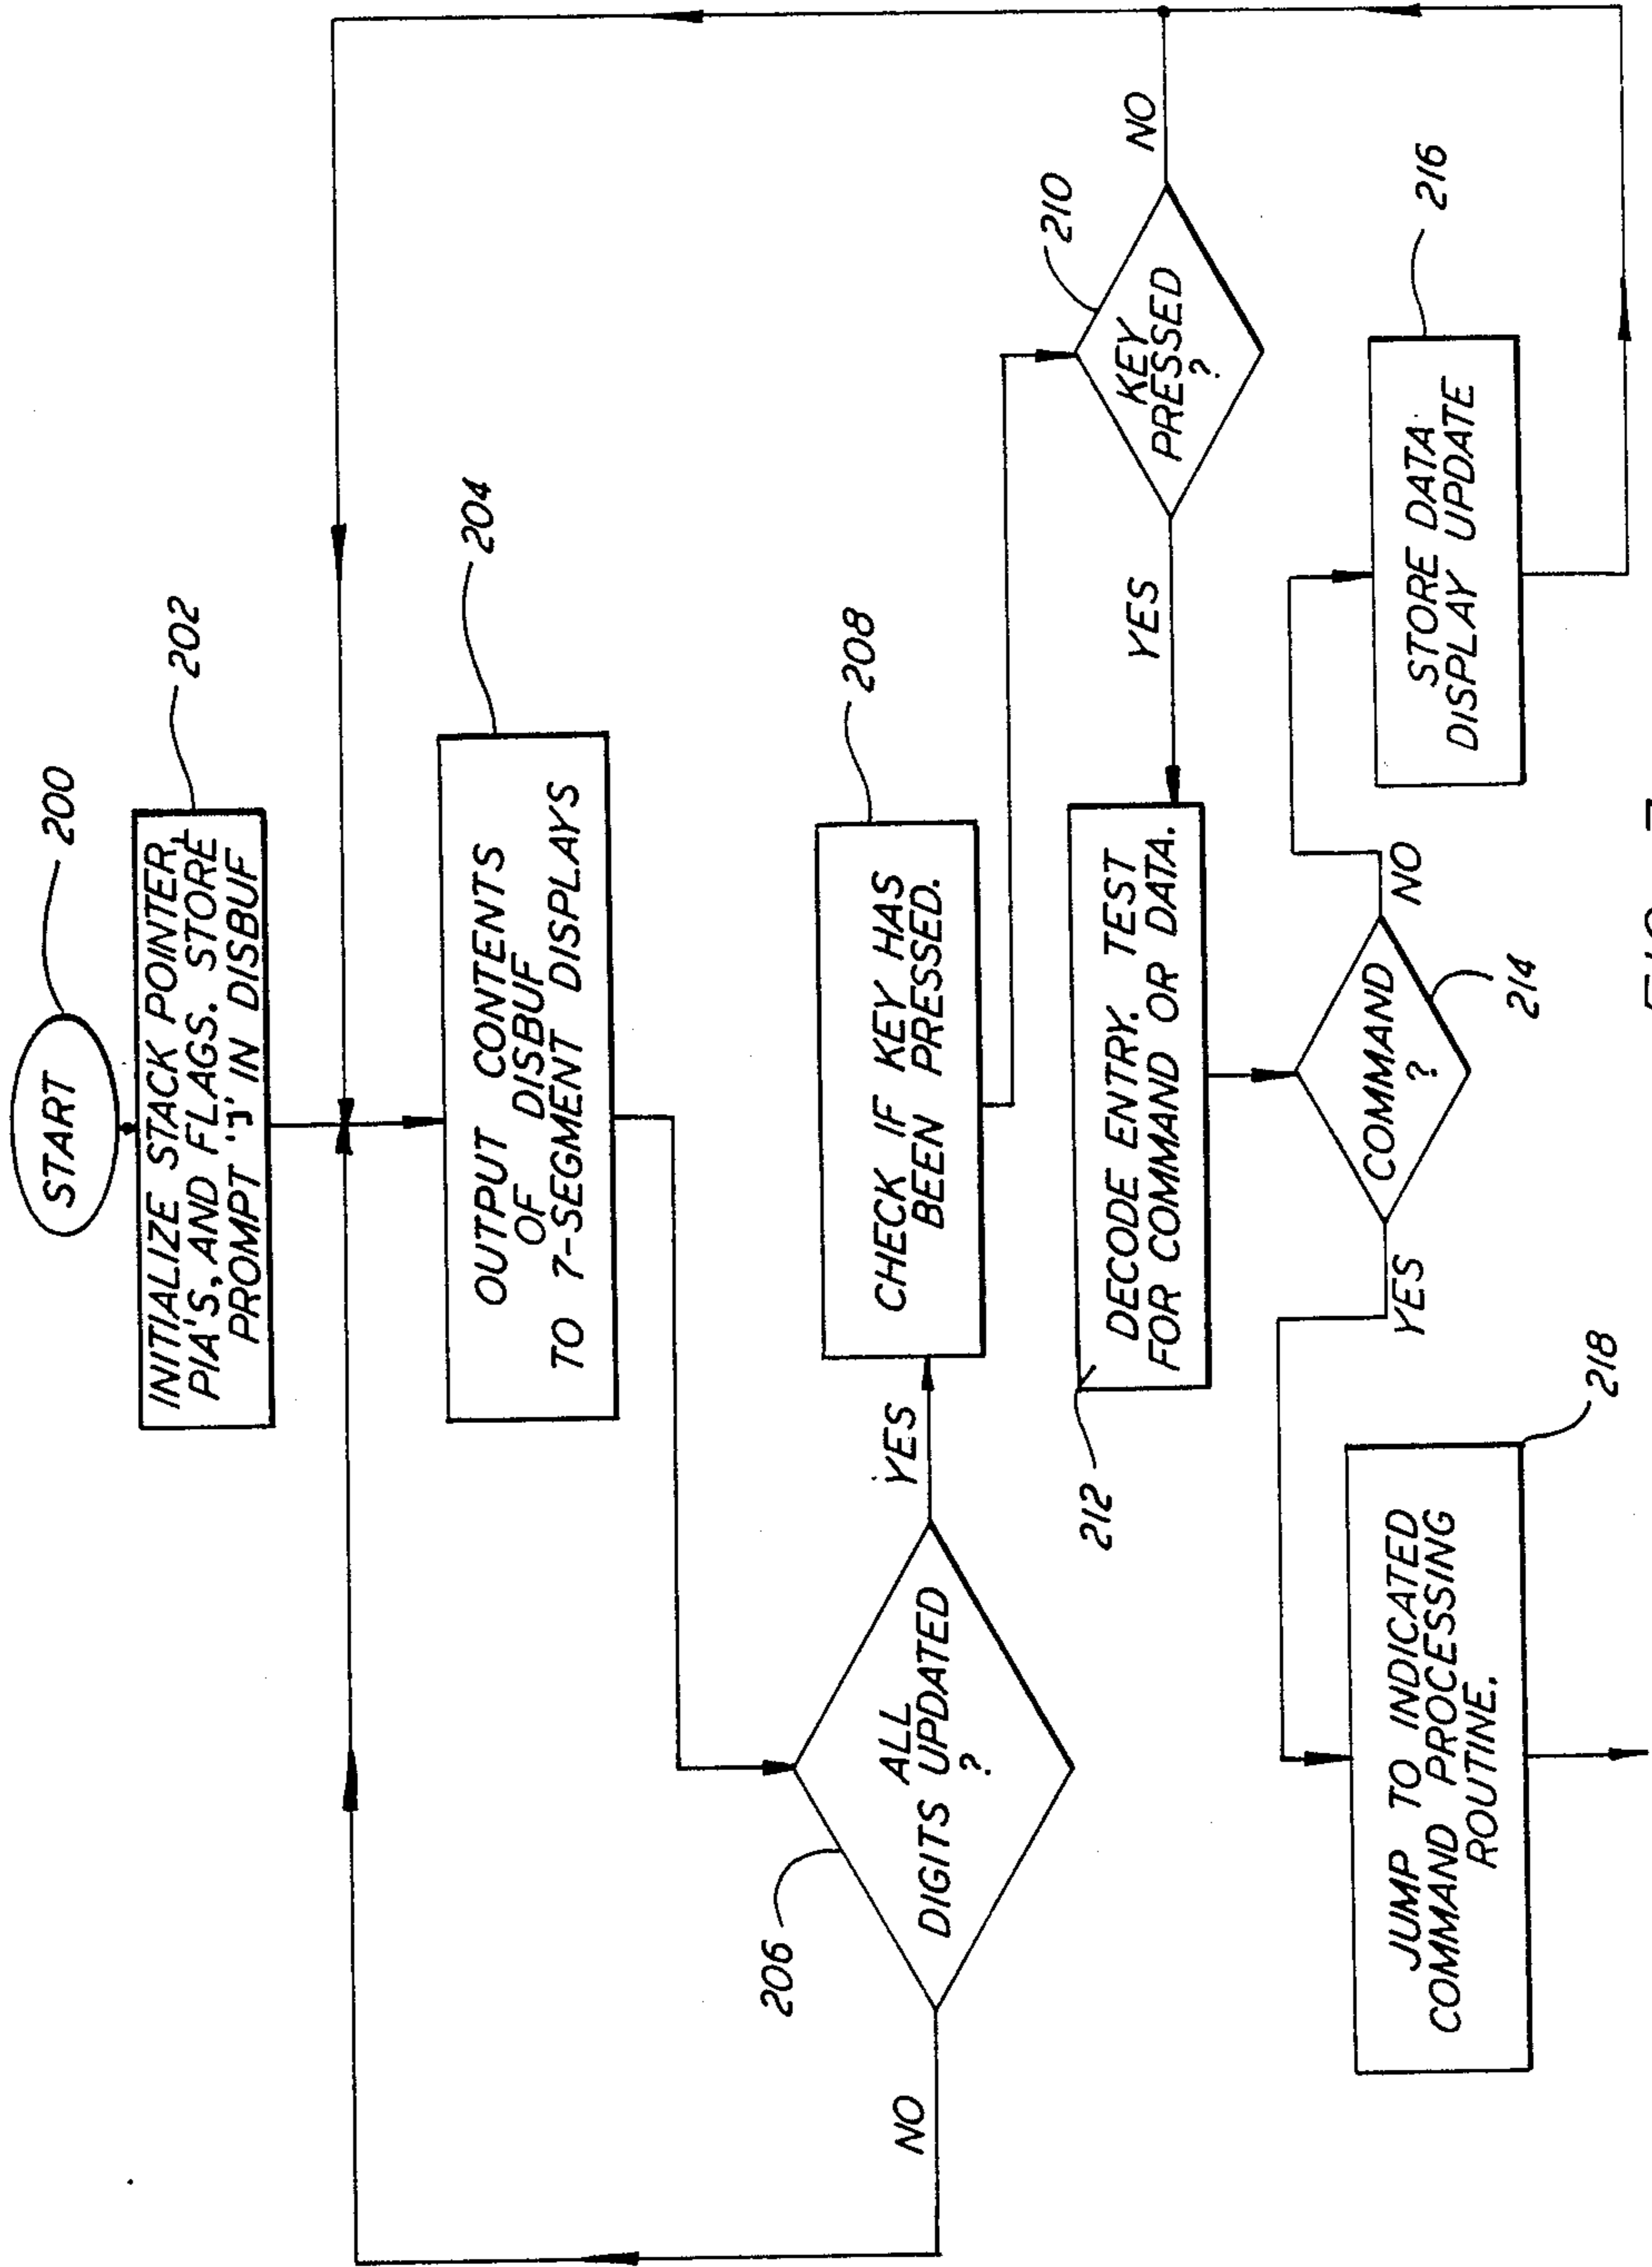 START
200
INITIALIZE STACK POINTER,
PIA'S, AND FLAGS. STORE
PROMPT ' ' IN DISBUF
202
OUTPUT CONTENTS
OF DISBUF
TO 7-SEGMENT DISPLAYS
204
ALL
DIGITS UPDATED
?
206
NO
YES
CHECK IF KEY HAS
BEEN PRESSED.
208
KEY
PRESSED
?
210
NO
YES
DECODE ENTRY. TEST
FOR COMMAND OR DATA.
212
COMMAND
?
214
YES
NO
STORE DATA
DISPLAY UPDATE
216
JUMP TO INDICATED
COMMAND PROCESSING
ROUTINE.
218